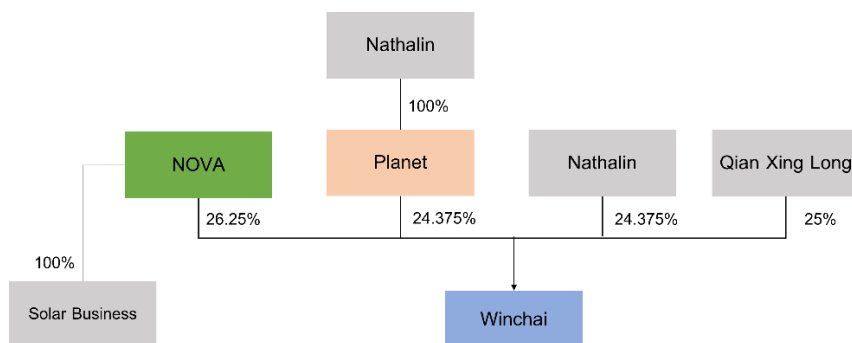 Nathalin
100%
NOVA
Planet
Nathalin
Qian Xing Long
26.25%
24.375%
24.375%
25%
100%
Solar Business
Winchai